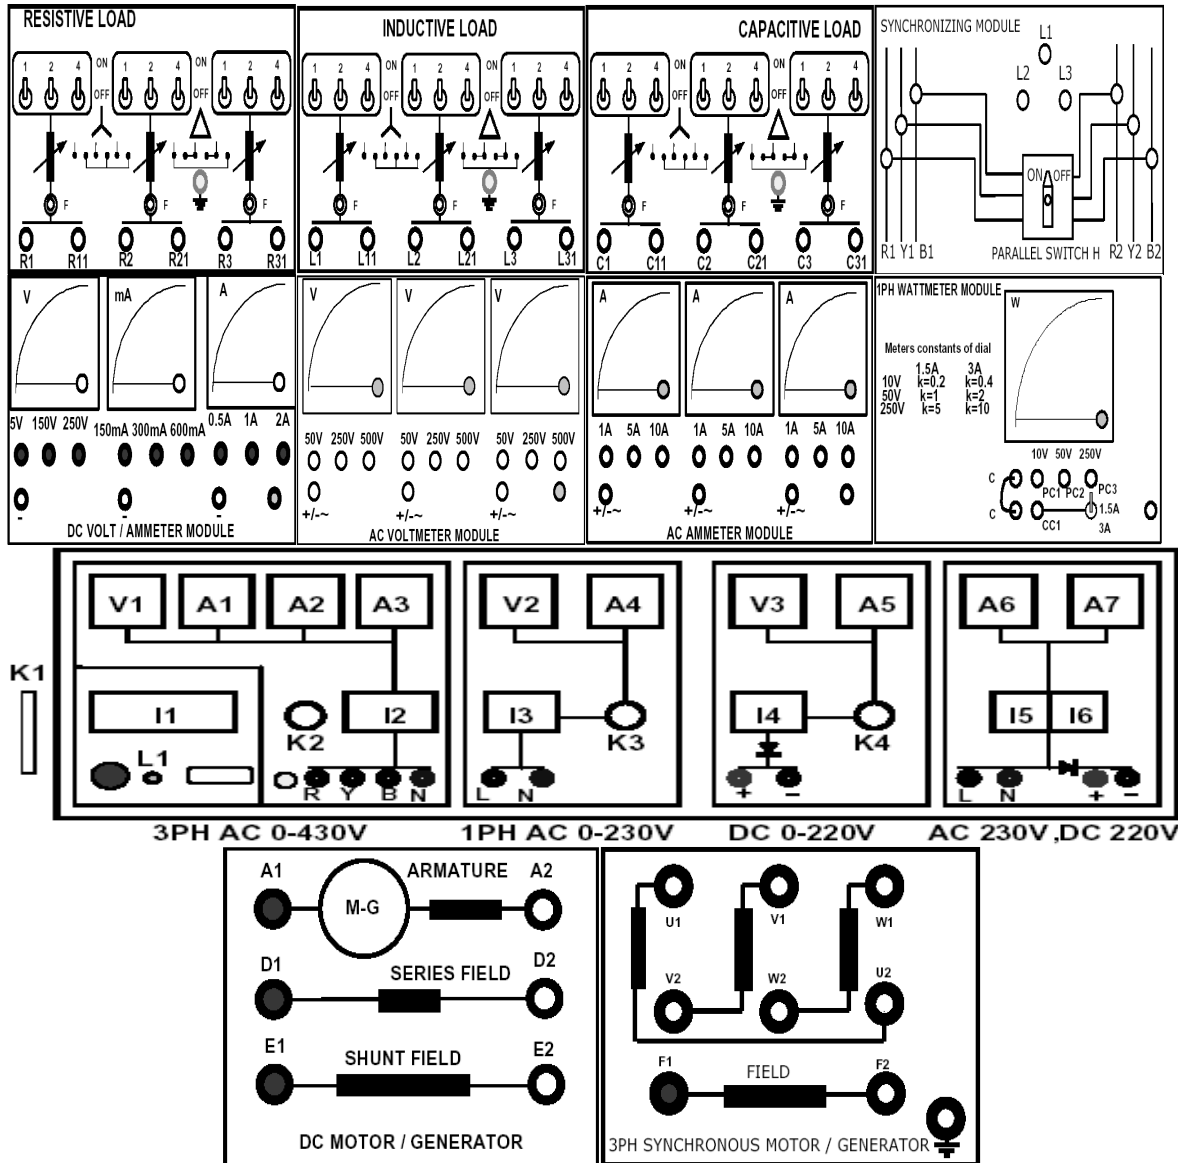 RESISTIVE LOAD
1 2 4 ON 1 2 4 ON 1 2 4
OFF OFF
F F F
R1 R11 R2 R21 R3 R31
INDUCTIVE LOAD
1 2 4 ON 1 2 4 ON 1 2 4
OFF OFF
F F F
L1 L11 L2 L21 L3 L31
CAPACITIVE LOAD
1 2 4 ON 1 2 4 ON 1 2 4
OFF OFF
F F F
C1 C11 C2 C21 C3 C31
SYNCHRONIZING MODULE
L1
L2 L3
ON OFF
R1 Y1 B1 PARALLEL SWITCH H R2 Y2 B2
V mA A
5V 150V 250V 150mA 300mA 600mA 0.5A 1A 2A
- - -
DC VOLT / AMMETER MODULE
V V V
50V 250V 500V 50V 250V 500V 50V 250V 500V
+/-~ +/-~ +/-~
AC VOLTMETER MODULE
A A A
1A 5A 10A 1A 5A 10A 1A 5A 10A
+/-~ +/-~ +/-~
AC AMMETER MODULE
1PH WATTMETER MODULE
W
Meters constants of dial
1.5A 3A
10V k=0.2 k=0.4
50V k=1 k=2
250V k=5 k=10
10V 50V 250V
C PC1 PC2 PC3
C CC1 1.5A
3A
V1 A1 A2 A3 V2 A4 V3 A5 A6 A7
K1
I1 I2 I3 I4 I5 I6
K2 K3 K4
L1
R Y B N L N + - L N + -
3PH AC 0-430V 1PH AC 0-230V DC 0-220V AC 230V ,DC 220V
A1 ARMATURE A2
M-G
D1 SERIES FIELD D2
E1 SHUNT FIELD E2
DC MOTOR / GENERATOR
U1 V1 W1
V2 W2 U2
F1 FIELD F2
3PH SYNCHRONOUS MOTOR / GENERATOR